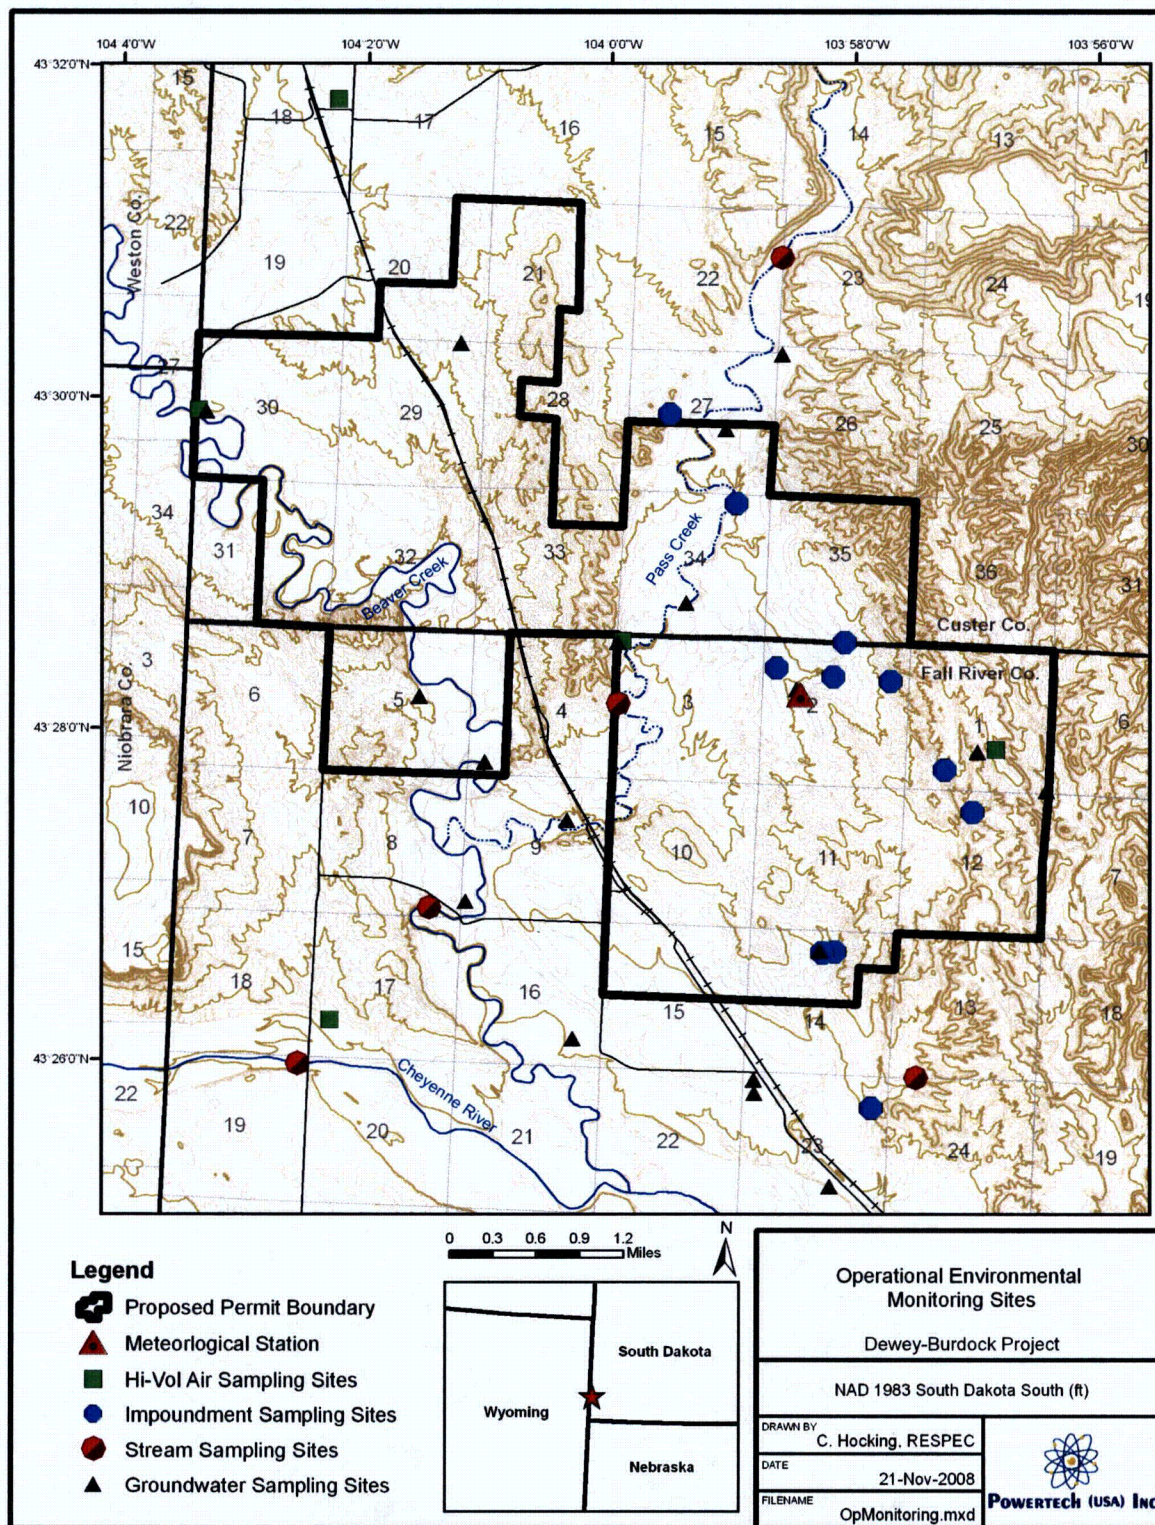 104 4'0"W
104 2'0"W
104 0'0"W
103 58'0"W
103 56'0"W
43 32'0"N
43 30'0"N
43 28'0"N
43 26'0"N
15
18
17
16
15
14
13
22
Weston Co.
19
20
21
22
23
24
19
27
30
29
28
27
26
25
30
34
31
32
33
34
35
36
31
Beaver Creek
Pass Creek
Custer Co.
Fall River Co.
Niobrara Co.
3
6
5
4
3
2
1
6
10
7
8
9
10
11
12
7
15
18
17
16
15
14
13
18
Cheyenne River
22
19
20
21
22
23
24
19
Legend
Proposed Permit Boundary
Meteorlogical Station
Hi-Vol Air Sampling Sites
Impoundment Sampling Sites
Stream Sampling Sites
Groundwater Sampling Sites
0 0.3 0.6 0.9 1.2
Miles
N
South Dakota
Wyoming
Nebraska
Operational Environmental
Monitoring Sites
Dewey-Burdock Project
NAD 1983 South Dakota South (ft)
DRAWN BY
C. Hocking, RESPEC
DATE
21-Nov-2008
FILENAME
OpMonitoring.mxd
POWERTECH (USA) INC